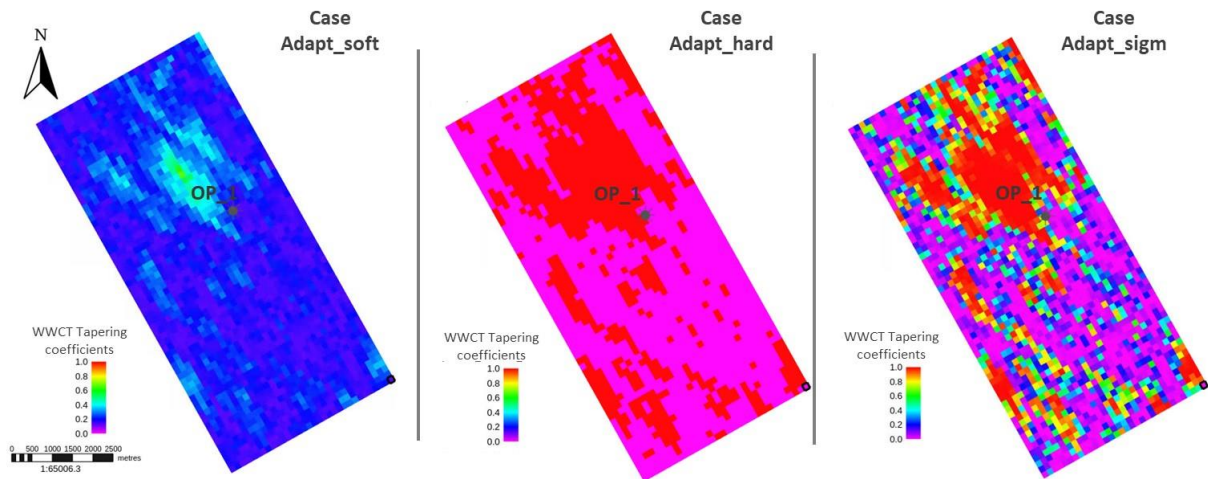 Case
Adapt_soft
N
OP_1
WWCT Tapering
coefficients
1.0
0.8
0.6
0.4
0.2
0.0
0 500 1000 1500 2000 2500
metres
1:65006.3
Case
Adapt_hard
OP_1
WWCT Tapering
coefficients
1.0
0.8
0.6
0.4
0.2
0.0
Case
Adapt_sigm
OP_1
WWCT Tapering
coefficients
1.0
0.8
0.6
0.4
0.2
0.0